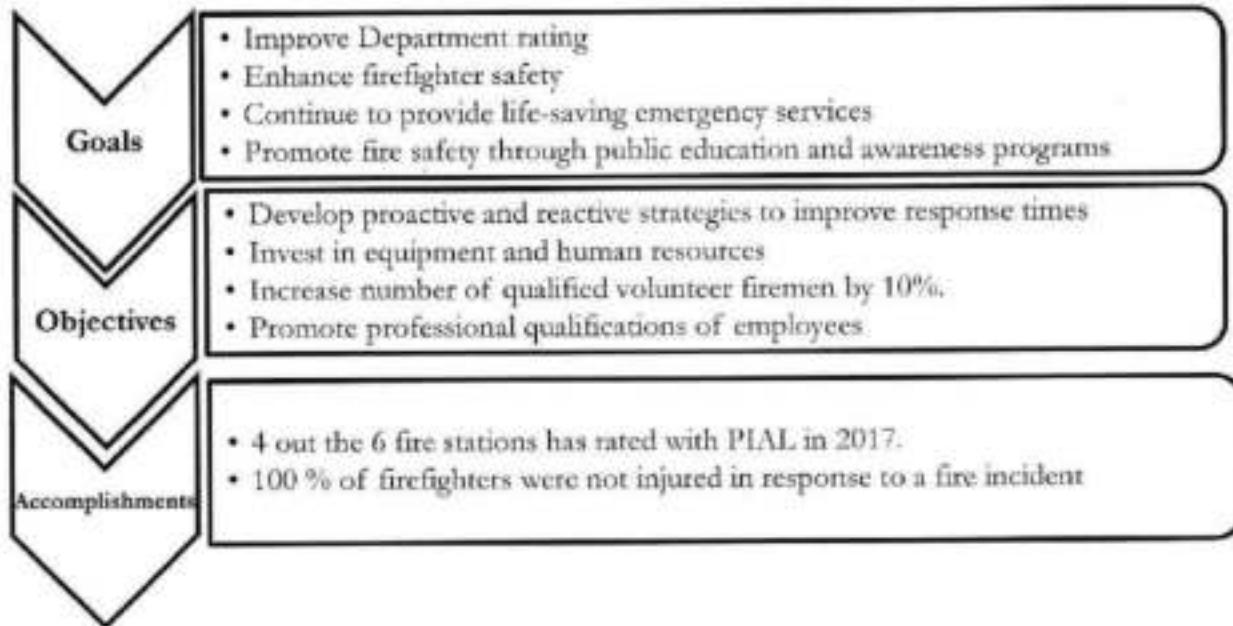 Goals
• Improve Department rating
• Enhance firefighter safety
• Continue to provide life-saving emergency services
• Promote fire safety through public education and awareness programs
Objectives
• Develop proactive and reactive strategies to improve response times
• Invest in equipment and human resources
• Increase number of qualified volunteer firemen by 10%.
• Promote professional qualifications of employees
Accomplishments
• 4 out the 6 fire stations has rated with PIAL in 2017.
• 100 % of firefighters were not injured in response to a fire incident